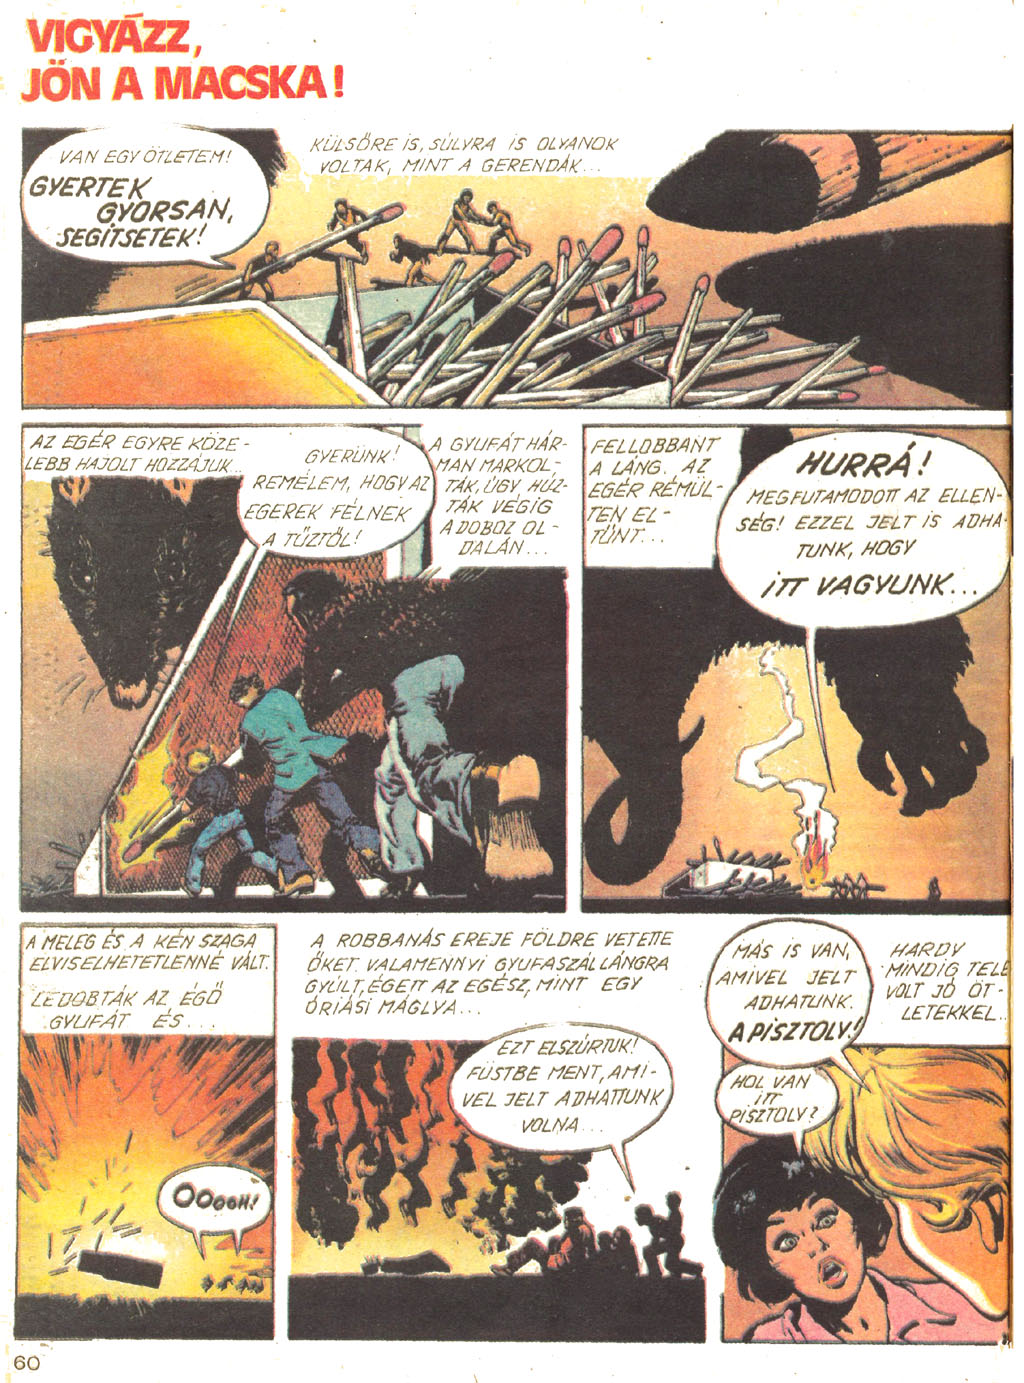 VIGYÁZZ,
JÖN A MACSKA!
VAN EGY ÖTLETEM!
GYERTEK
GYORSAN,
SEGÍTSETEK!
KÜLSŐRE IS, SÚLYRA IS OLYANOK
VOLTAK, MINT A GERENDÁK...
AZ EGÉR EGYRE KÖZE-
LEBB HAJOLT HOZZÁJUK...
GYERÜNK!
REMÉLEM, HOGY AZ
EGEREK FÉLNEK
A TŰZTŐL!
A GYUFÁT HÁR-
MAN MARKOL-
TÁK, ÚGY HÚZ-
TÁK VÉGIG
A DOBOZ OL-
DALÁN...
FELLOBBANT
A LÁNG. AZ
EGÉR RÉMÜL-
TEN EL-
TŰNT...
HURRÁ!
MEGFUTAMODOTT AZ ELLEN-
SÉG! EZZEL JELT IS ADHA-
TUNK, HOGY
ITT VAGYUNK...
A MELEG ÉS A KÉN SZAGA
ELVISELHETETLENNÉ VÁLT.
LEDOBTÁK AZ ÉGŐ
GYUFÁT ÉS...
OOOOOH!
A ROBBANÁS EREJE FÖLDRE VETETTE
ŐKET. VALAMENNYI GYUFASZÁL LÁNGRA
GYÚLT, ÉGETT AZ EGÉSZ, MINT EGY
ÓRIÁSI MÁGLYA...
EZT ELSZÚRTUK!
FÜSTBE MENT, AMI-
VEL JELT ADHATTUNK
VOLNA...
MÁS IS VAN,
AMIVEL JELT
ADHATUNK.
A PISZTOLY!
HARDY
MINDIG TELE
VOLT JÓ ÖT-
LETEKKEL...
HOL VAN
ITT
PISZTOLY?
60